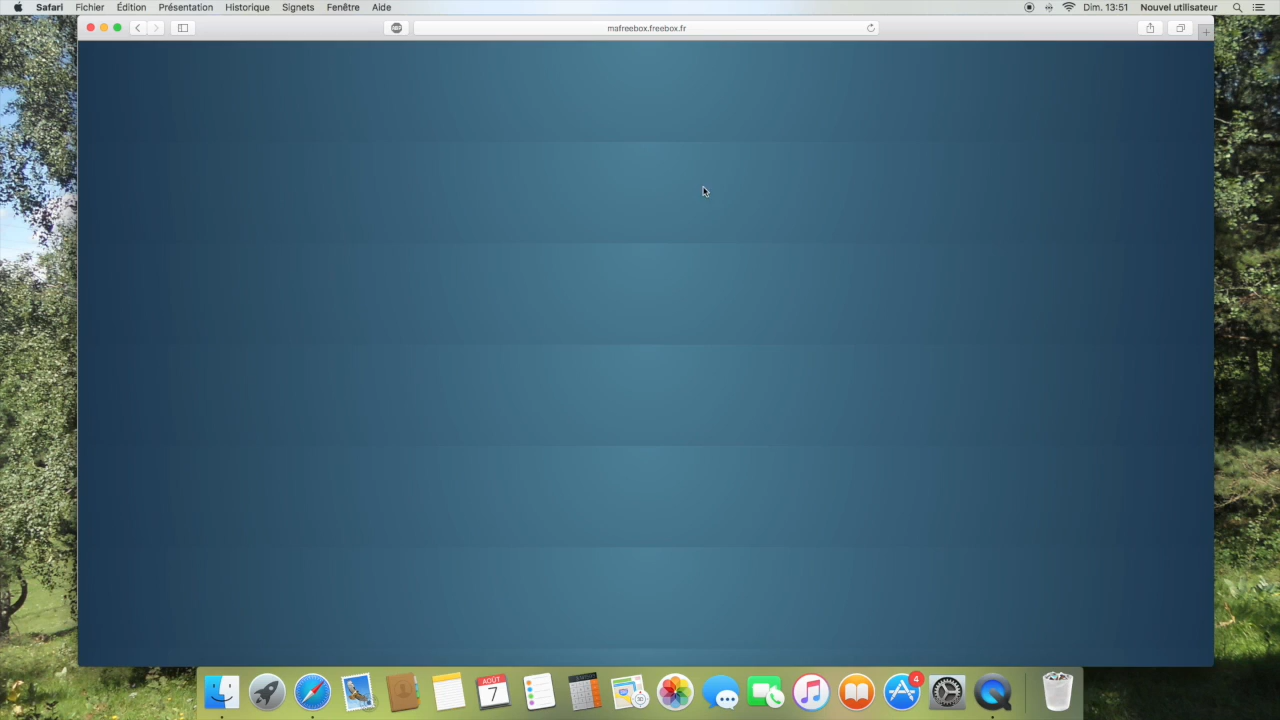 Safari Fichier Édition Présentation Historique Signets Fenêtre Aide Dim. 13:51 Nouvel utilisateur
ABP mafreebox.freebox.fr
4
AOÛT
7